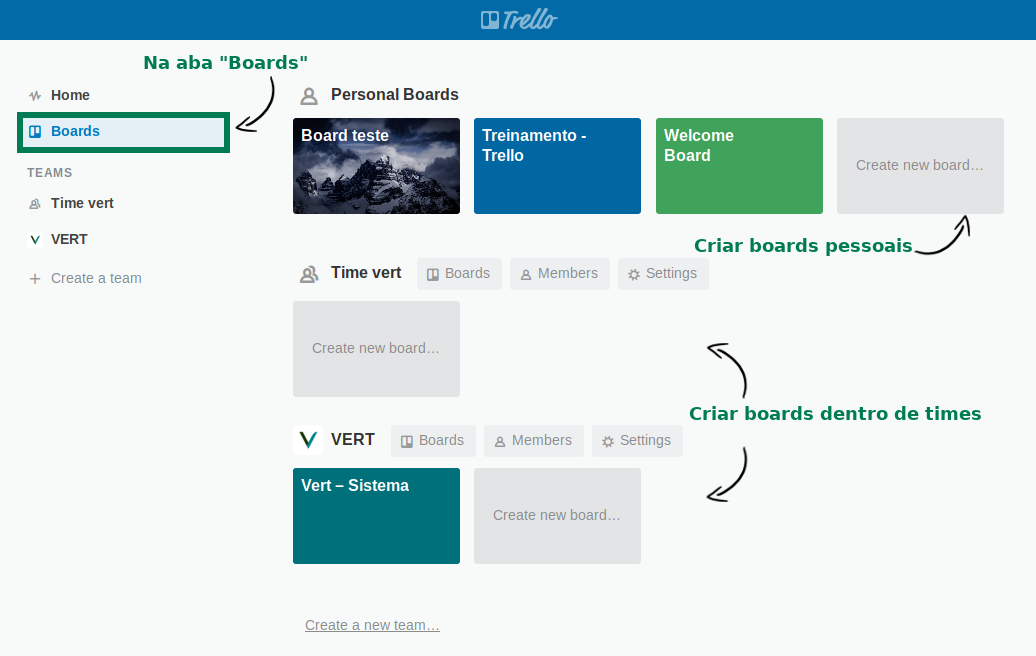 Trello
Na aba "Boards"
Home
Boards
TEAMS
Time vert
VERT
Create a team
Personal Boards
Board teste
Treinamento -
Trello
Welcome
Board
Create new board…
Criar boards pessoais
Time vert
Boards
Members
Settings
Create new board…
Criar boards dentro de times
VERT
Boards
Members
Settings
Vert – Sistema
Create new board…
Create a new team…